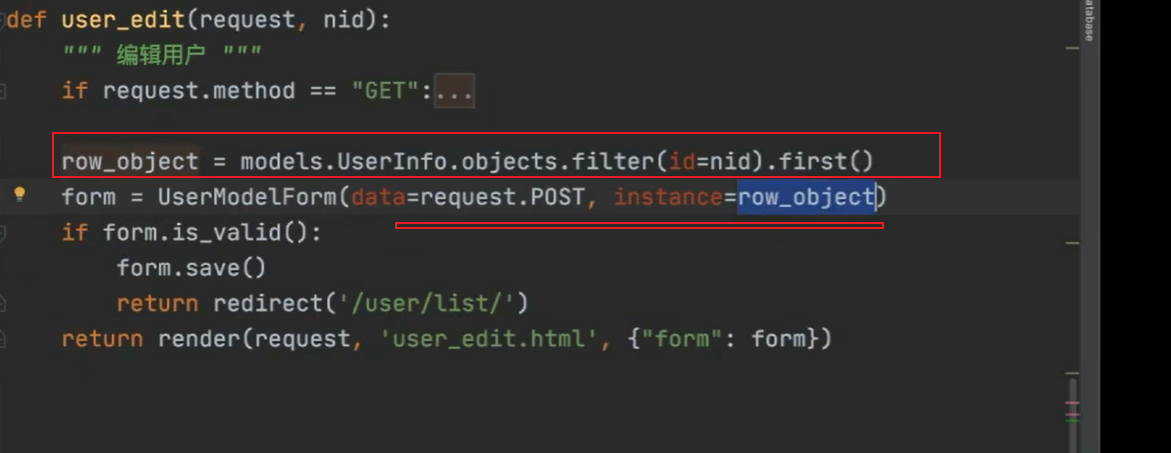 def user_edit(request, nid):
""" 编辑用户 """
if request.method == "GET":...
row_object = models.UserInfo.objects.filter(id=nid).first()
form = UserModelForm(data=request.POST, instance=row_object)
if form.is_valid():
form.save()
return redirect('/user/list/')
return render(request, 'user_edit.html', {"form": form})
atabase